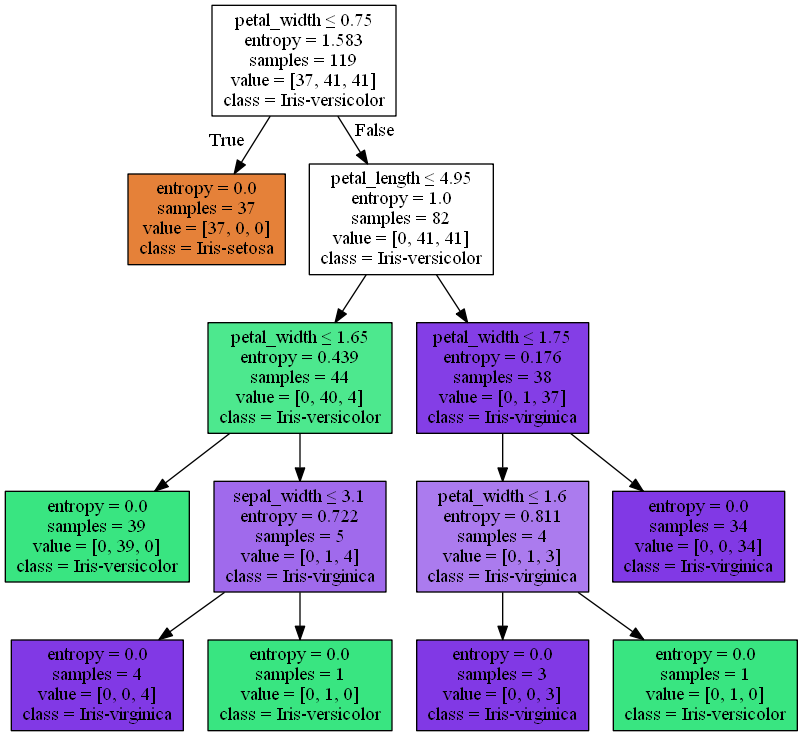 petal_width ≤ 0.75
entropy = 1.583
samples = 119
value = [37, 41, 41]
class = Iris-versicolor
True
False
entropy = 0.0
samples = 37
value = [37, 0, 0]
class = Iris-setosa
petal_length ≤ 4.95
entropy = 1.0
samples = 82
value = [0, 41, 41]
class = Iris-versicolor
petal_width ≤ 1.65
entropy = 0.439
samples = 44
value = [0, 40, 4]
class = Iris-versicolor
petal_width ≤ 1.75
entropy = 0.176
samples = 38
value = [0, 1, 37]
class = Iris-virginica
entropy = 0.0
samples = 39
value = [0, 39, 0]
class = Iris-versicolor
sepal_width ≤ 3.1
entropy = 0.722
samples = 5
value = [0, 1, 4]
class = Iris-virginica
petal_width ≤ 1.6
entropy = 0.811
samples = 4
value = [0, 1, 3]
class = Iris-virginica
entropy = 0.0
samples = 34
value = [0, 0, 34]
class = Iris-virginica
entropy = 0.0
samples = 4
value = [0, 0, 4]
class = Iris-virginica
entropy = 0.0
samples = 1
value = [0, 1, 0]
class = Iris-versicolor
entropy = 0.0
samples = 3
value = [0, 0, 3]
class = Iris-virginica
entropy = 0.0
samples = 1
value = [0, 1, 0]
class = Iris-versicolor